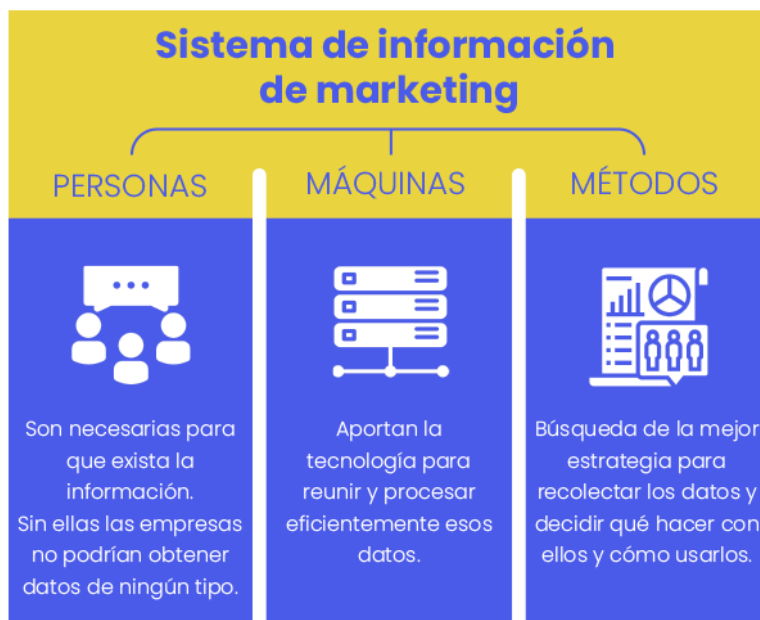 Sistema de información
de marketing
PERSONAS
MÁQUINAS
MÉTODOS
Son necesarias para
que exista la
información.
Sin ellas las empresas
no podrían obtener
datos de ningún tipo.
Aportan la
tecnología para
reunir y procesar
eficientemente esos
datos.
Búsqueda de la mejor
estrategia para
recolectar los datos y
decidir qué hacer con
ellos y cómo usarlos.